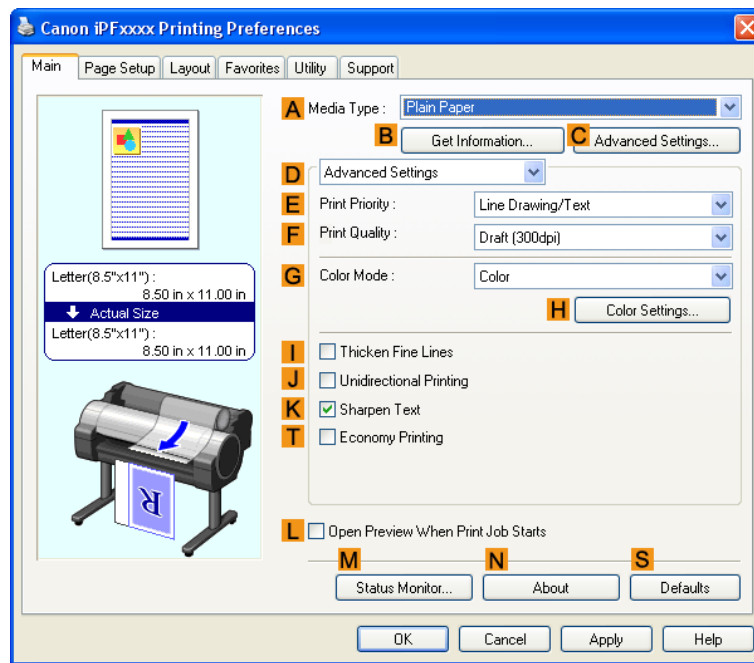 Canon iPFxxxx Printing Preferences
Main Page Setup Layout Favorites Utility Support
A Media Type : Plain Paper
B Get Information... C Advanced Settings...
D Advanced Settings
E Print Priority : Line Drawing/Text
F Print Quality : Draft (300dpi)
Letter(8.5"x11") :
8.50 in x 11.00 in
Actual Size
Letter(8.5"x11") :
8.50 in x 11.00 in
G Color Mode : Color
H Color Settings...
I Thicken Fine Lines
J Unidirectional Printing
K Sharpen Text
T Economy Printing
R
L Open Preview When Print Job Starts
M N S
Status Monitor... About Defaults
OK Cancel Apply Help